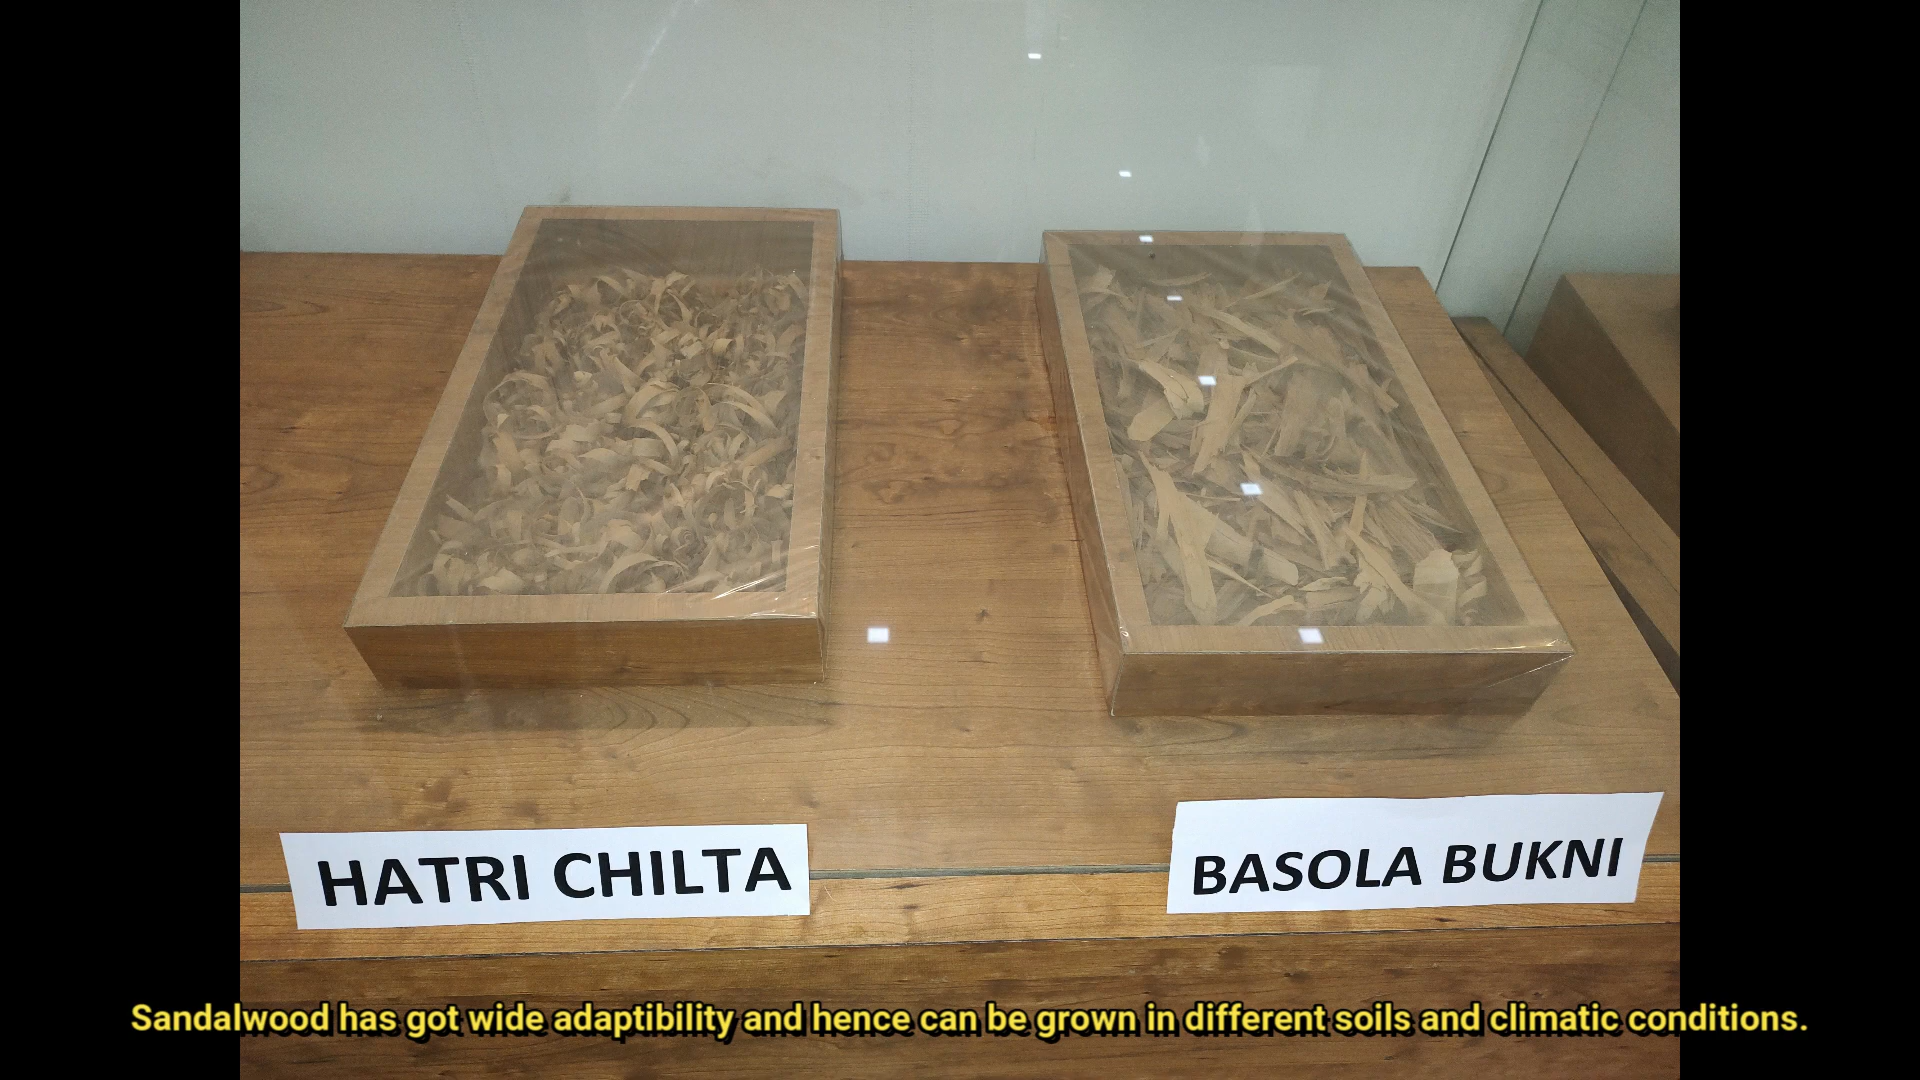 HATRI CHILTA
BASOLA BUKNI
Sandalwood has got wide adaptibility and hence can be grown in different soils and climatic conditions.